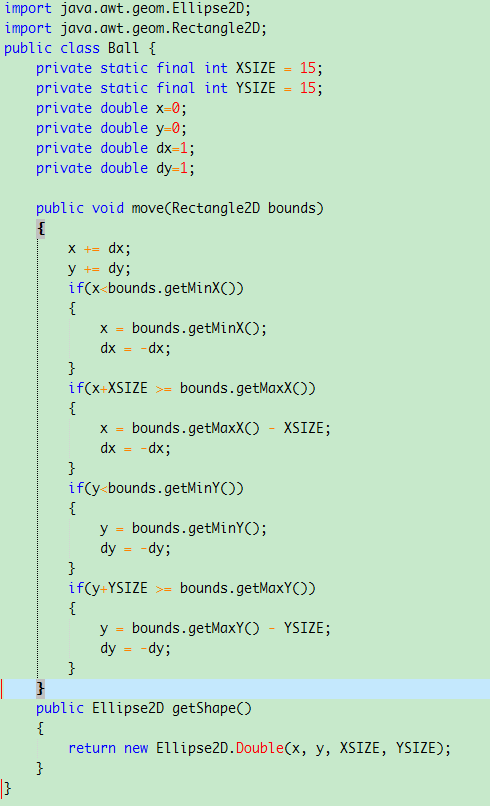 import java.awt.geom.Ellipse2D;
import java.awt.geom.Rectangle2D;
public class Ball {
    private static final int XSIZE = 15;
    private static final int YSIZE = 15;
    private double x=0;
    private double y=0;
    private double dx=1;
    private double dy=1;

    public void move(Rectangle2D bounds)
    {
        x += dx;
        y += dy;
        if(x<bounds.getMinX())
        {
            x = bounds.getMinX();
            dx = -dx;
        }
        if(x+XSIZE >= bounds.getMaxX())
        {
            x = bounds.getMaxX() - XSIZE;
            dx = -dx;
        }
        if(y<bounds.getMinY())
        {
            y = bounds.getMinY();
            dy = -dy;
        }
        if(y+YSIZE >= bounds.getMaxY())
        {
            y = bounds.getMaxY() - YSIZE;
            dy = -dy;
        }
    }
    public Ellipse2D getShape()
    {
        return new Ellipse2D.Double(x, y, XSIZE, YSIZE);
    }
}